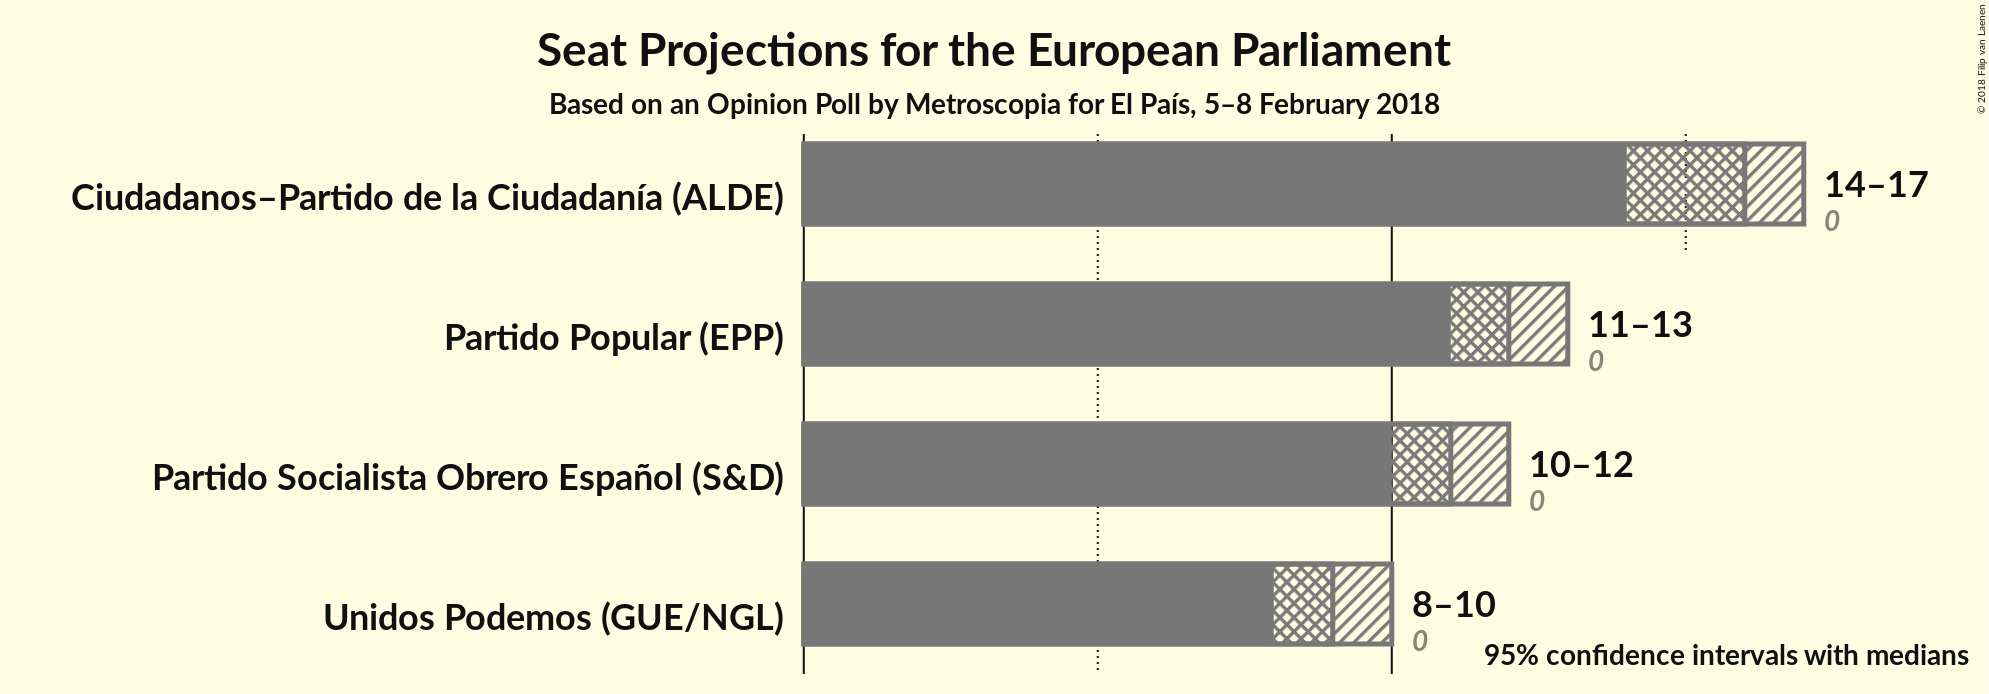 Seat Projections for the European Parliament
Based on an Opinion Poll by Metroscopia for El País, 5–8 February 2018
© 2018 Filip van Laenen
Ciudadanos–Partido de la Ciudadanía (ALDE)
14–17
0
Partido Popular (EPP)
11–13
0
Partido Socialista Obrero Español (S&D)
10–12
0
Unidos Podemos (GUE/NGL)
8–10
0
95% confidence intervals with medians